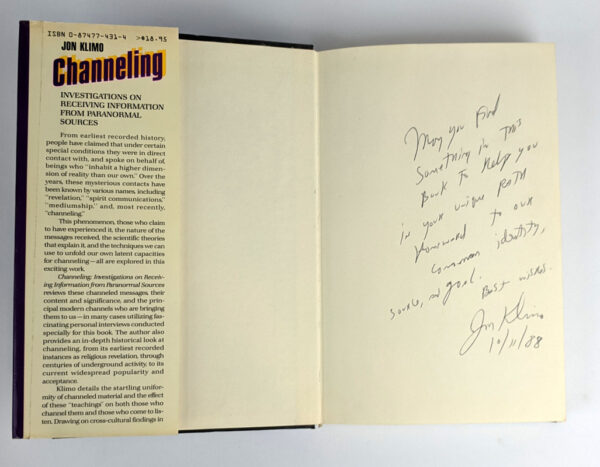 ISBN 0-87477-431-4 >$18.95
JON KLIMO
Channeling
INVESTIGATIONS ON
RECEIVING INFORMATION
FROM PARANORMAL
SOURCES
From earliest recorded history,
people have claimed that under certain
special conditions they were in direct
contact with, and spoke on behalf of,
beings who "inhabit a higher dimen-
sion of reality than our own." Over the
years, these mysterious contacts have
been known by various names, including
"revelation," "spirit communications,"
"mediumship," and, most recently,
"channeling."
This phenomenon, those who claim
to have experienced it, the nature of the
messages received, the scientific theories
that explain it, and the techniques we can
use to unfold our own latent capacities
for channeling—all are explored in this
exciting work.
Channeling: Investigations on Receiv-
ing Information from Paranormal Sources
reviews these channeled messages, their
content and significance, and the prin-
cipal modern channels who are bringing
them to us—in many cases utilizing fas-
cinating personal interviews conducted
specially for this book. The author also
provides an in-depth historical look at
channeling, from its earliest recorded
instances as religious revelation, through
centuries of underground activity, to its
current widespread popularity and
acceptance.
Klimo details the startling unifor-
mity of channeled material and the effect
of these "teachings" on both those who
channel them and those who come to lis-
ten. Drawing on cross-cultural findings in
May you find
Something in this
Book to Help you
in your unique Path
Homeward to our
common identity,
source, and goal.
Best wishes.
Jon Klimo
10/11/88